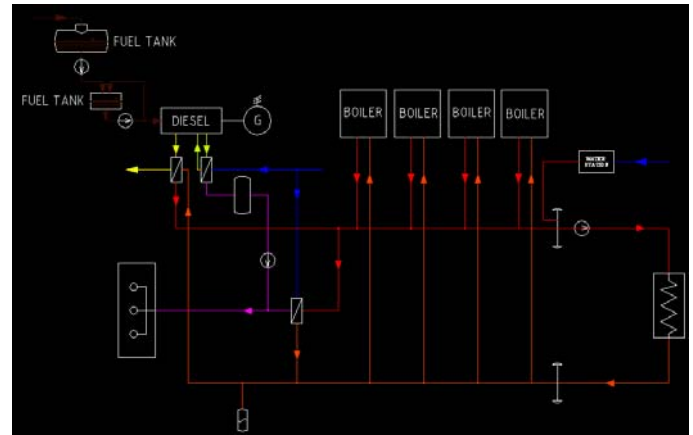 FUEL TANK
FUEL TANK
DIESEL
G
BOILER
BOILER
BOILER
BOILER
WATER
STATION